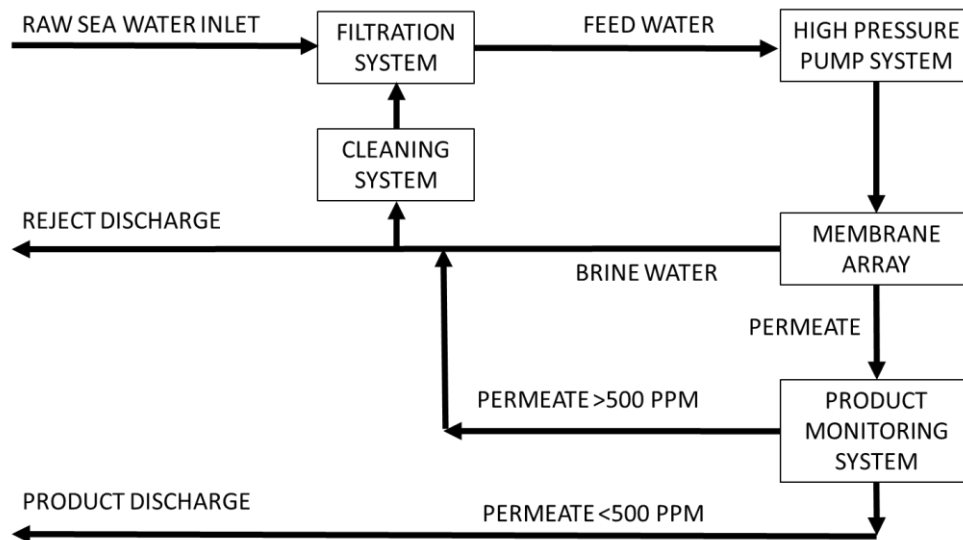 RAW SEA WATER INLET
FILTRATION
SYSTEM
FEED WATER
HIGH PRESSURE
PUMP SYSTEM
CLEANING
SYSTEM
REJECT DISCHARGE
MEMBRANE
ARRAY
BRINE WATER
PERMEATE
PERMEATE >500 PPM
PRODUCT
MONITORING
SYSTEM
PRODUCT DISCHARGE
PERMEATE <500 PPM